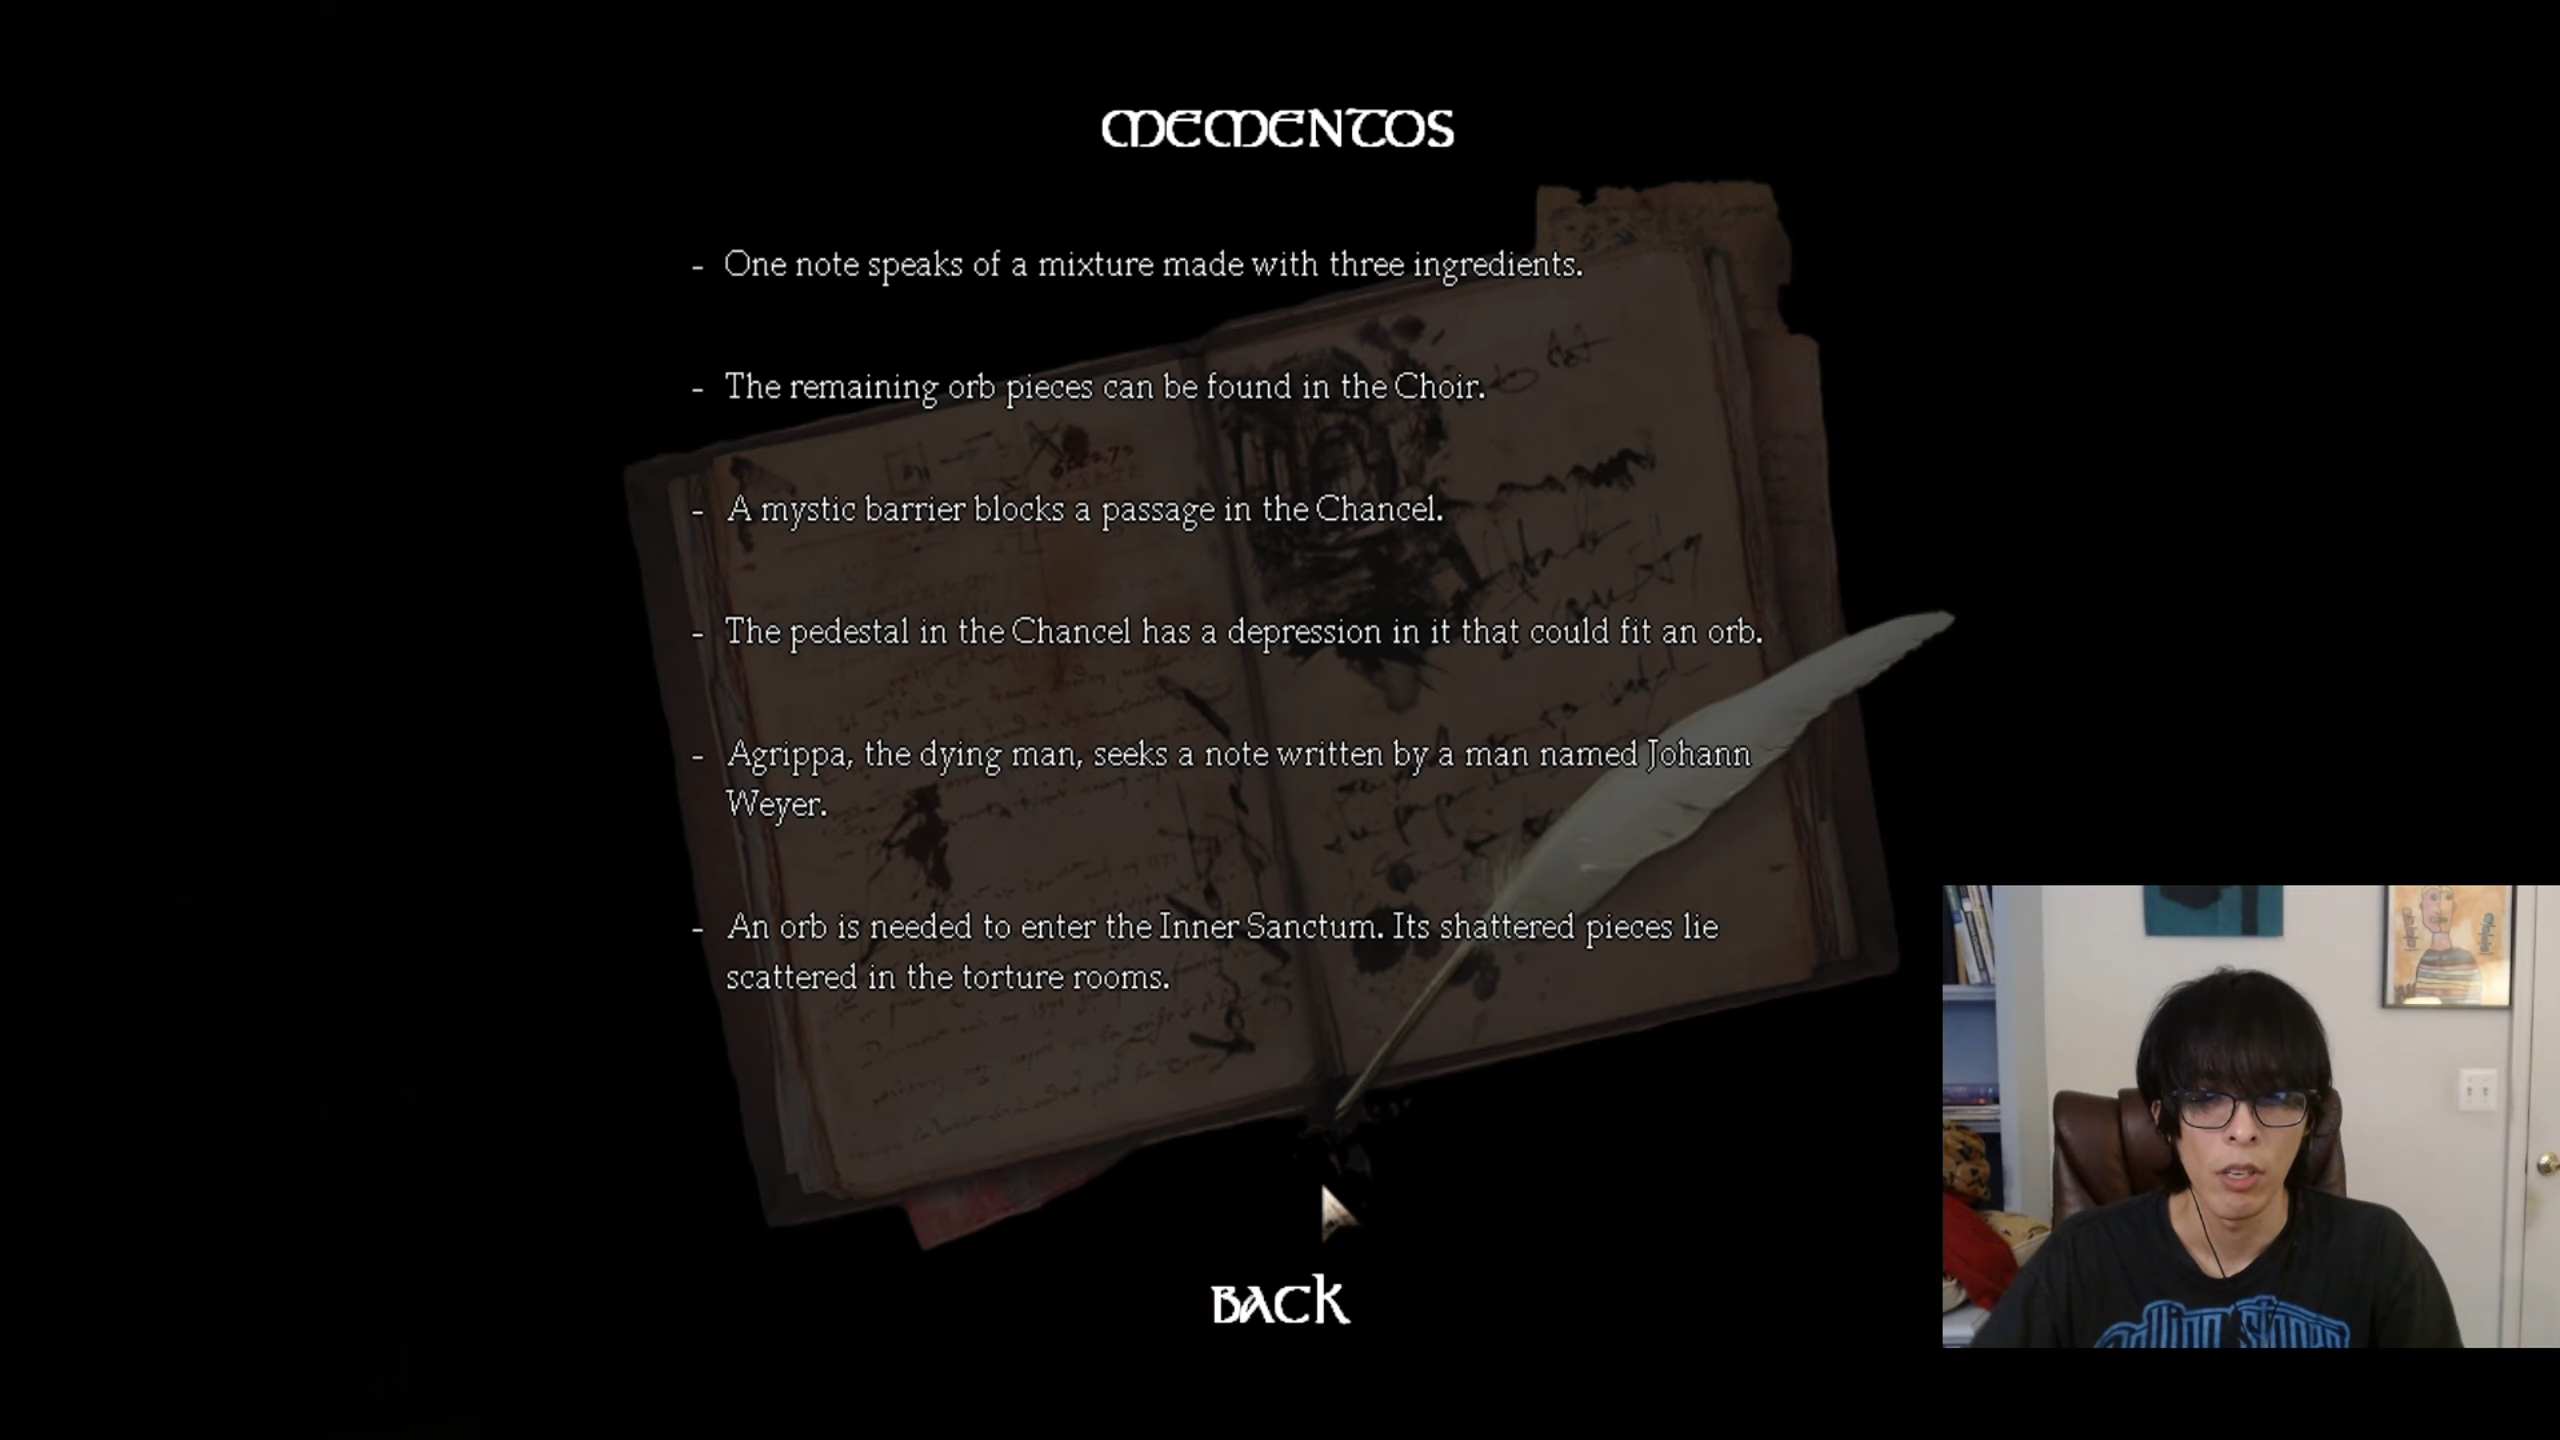 MEMENTOS
- One note speaks of a mixture made with three ingredients.
- The remaining orb pieces can be found in the Choir.
- A mystic barrier blocks a passage in the Chancel.
- The pedestal in the Chancel has a depression in it that could fit an orb.
- Agrippa, the dying man, seeks a note written by a man named Johann
Weyer.
- An orb is needed to enter the Inner Sanctum. Its shattered pieces lie
scattered in the torture rooms.
BACK